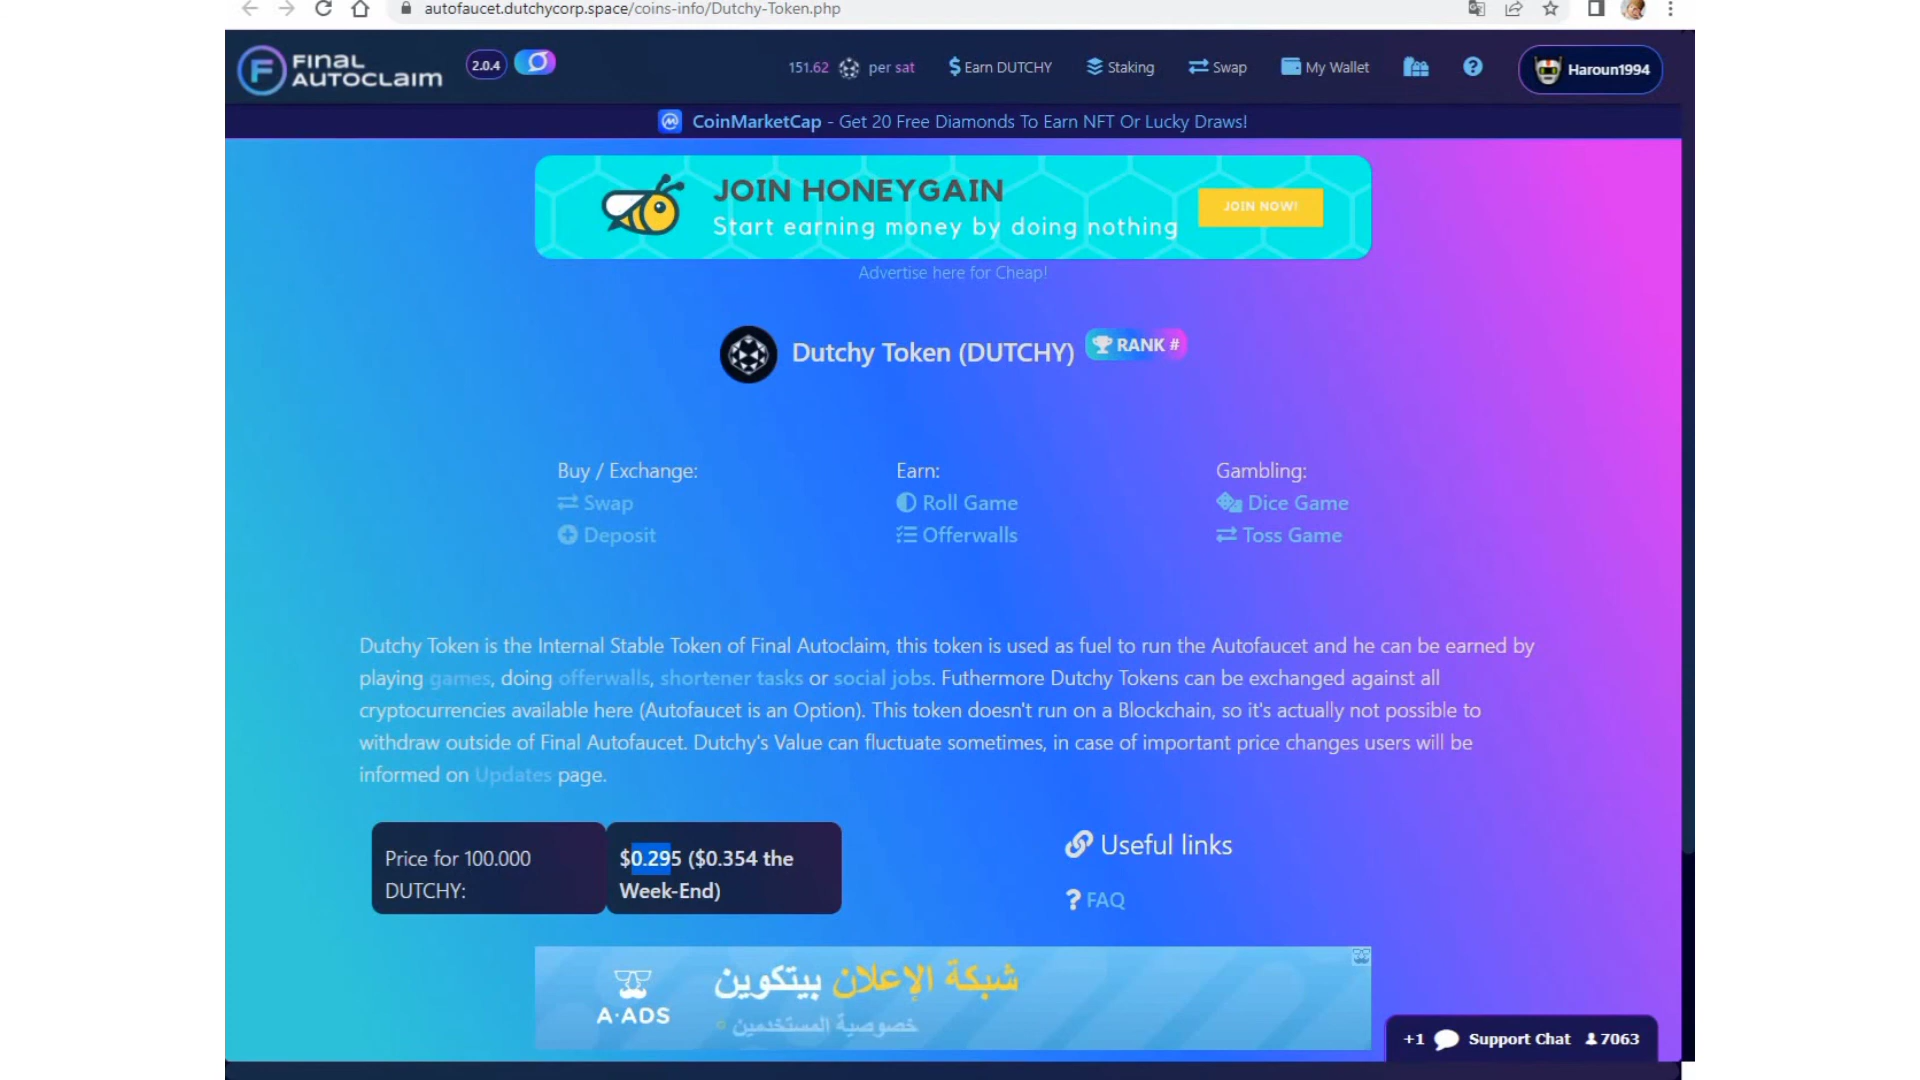 autofaucet.dutchycorp.space/coins-info/Dutchy-Token.php
FINAL AUTOCLAIM
2.0.4
151.62 per sat
Earn DUTCHY
Staking
Swap
My Wallet
Haroun1994
CoinMarketCap - Get 20 Free Diamonds To Earn NFT Or Lucky Draws!
JOIN HONEYGAIN
Start earning money by doing nothing
JOIN NOW!
Advertise here for Cheap!
Dutchy Token (DUTCHY)
RANK #
Buy / Exchange:
Swap
Deposit
Earn:
Roll Game
Offerwalls
Gambling:
Dice Game
Toss Game
Dutchy Token is the Internal Stable Token of Final Autoclaim, this token is used as fuel to run the Autofaucet and he can be earned by
playing games, doing offerwalls, shortener tasks or social jobs. Futhermore Dutchy Tokens can be exchanged against all
cryptocurrencies available here (Autofaucet is an Option). This token doesn't run on a Blockchain, so it's actually not possible to
withdraw outside of Final Autofaucet. Dutchy's Value can fluctuate sometimes, in case of important price changes users will be
informed on Updates page.
Price for 100.000
DUTCHY:
$0.295 ($0.354 the
Week-End)
Useful links
? FAQ
A-ADS
شبكة الإعلان بيتكوين
خصوصية المستخدمين
+1 Support Chat 7063